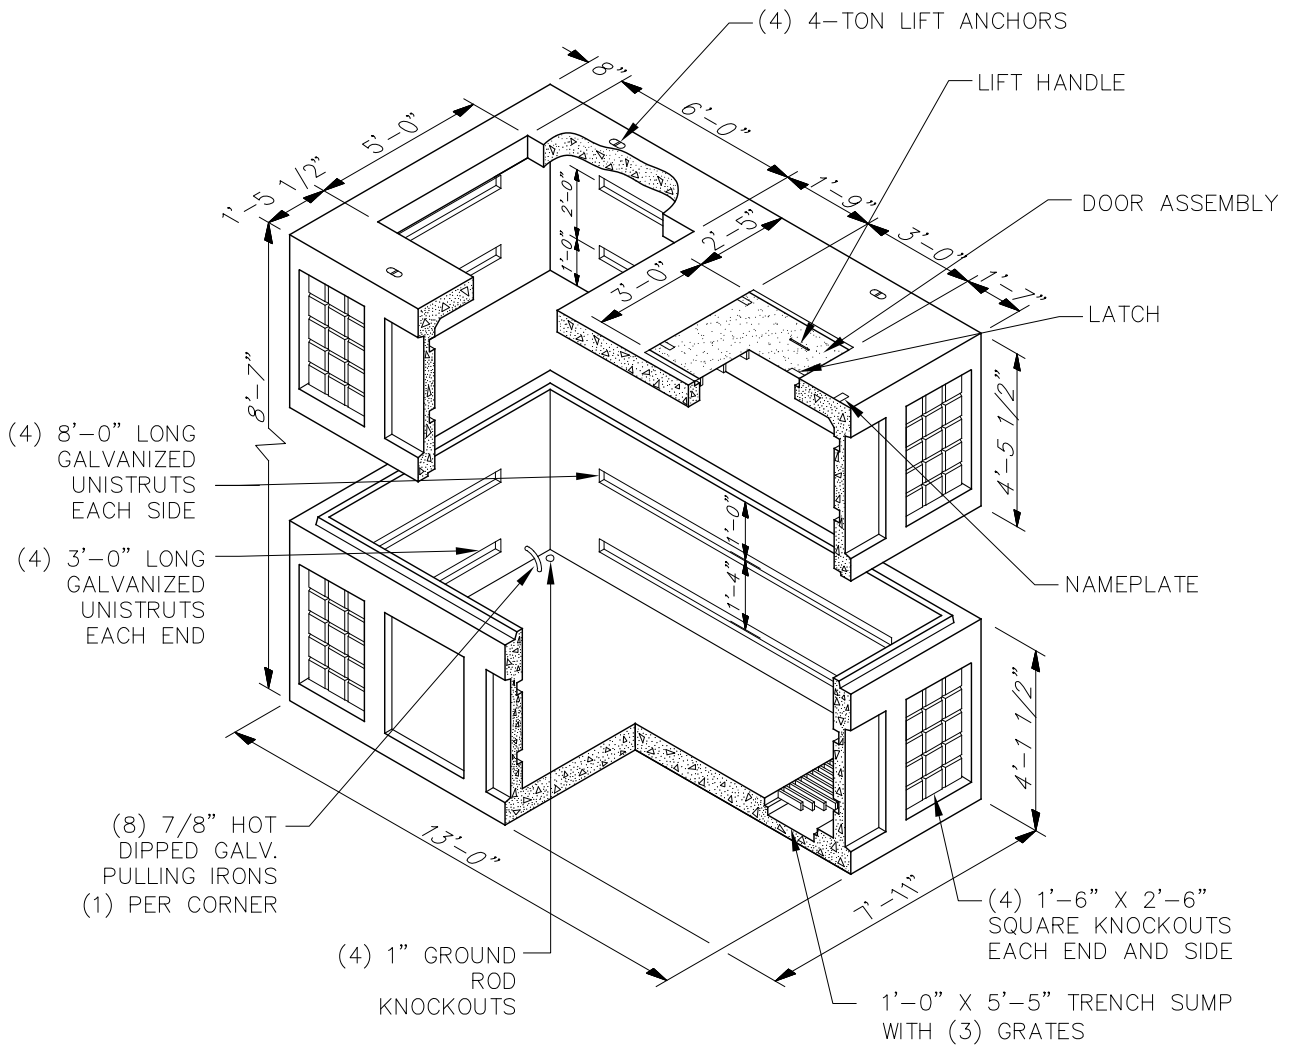 (4) 4-TON LIFT ANCHORS
LIFT HANDLE
DOOR ASSEMBLY
LATCH
NAMEPLATE
8"
6'-0"
1'-9"
3'-0"
1'-7"
5'-0"
1'-5 1/2"
2'-5"
3'-0"
2'-0"
1'-0"
8'-7"
4'-5 1/2"
(4) 8'-0" LONG
GALVANIZED
UNISTRUTS
EACH SIDE
(4) 3'-0" LONG
GALVANIZED
UNISTRUTS
EACH END
1'-0"
1'-4"
4'-1 1/2"
(8) 7/8" HOT
DIPPED GALV.
PULLING IRONS
(1) PER CORNER
13'-0"
7'-11"
(4) 1" GROUND
ROD
KNOCKOUTS
(4) 1'-6" X 2'-6"
SQUARE KNOCKOUTS
EACH END AND SIDE
1'-0" X 5'-5" TRENCH SUMP
WITH (3) GRATES